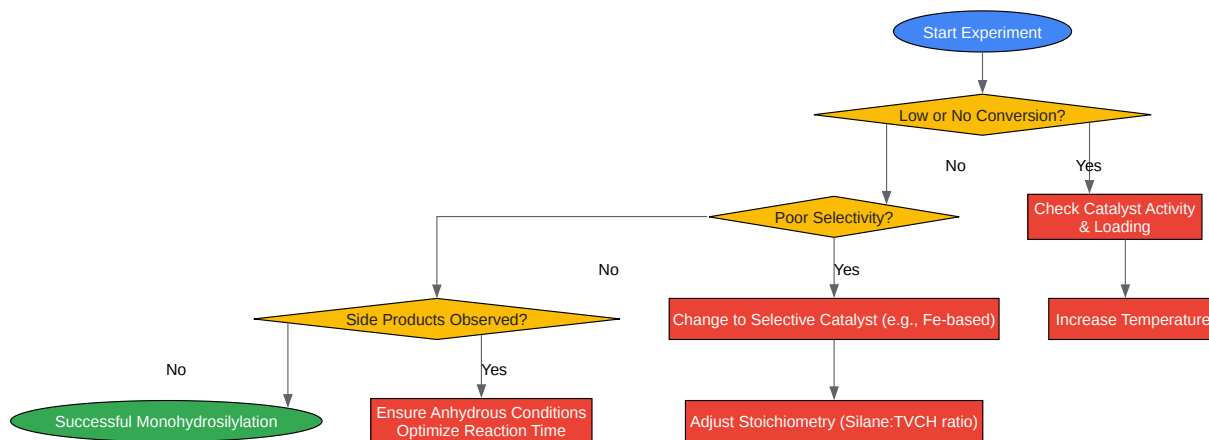 Start Experiment
Low or No Conversion?
No
Yes
Poor Selectivity?
Check Catalyst Activity
& Loading
No
Yes
Side Products Observed?
Change to Selective Catalyst (e.g., Fe-based)
Increase Temperature
No
Yes
Successful Monohydrosilylation
Ensure Anhydrous Conditions
Optimize Reaction Time
Adjust Stoichiometry (Silane:TVCH ratio)